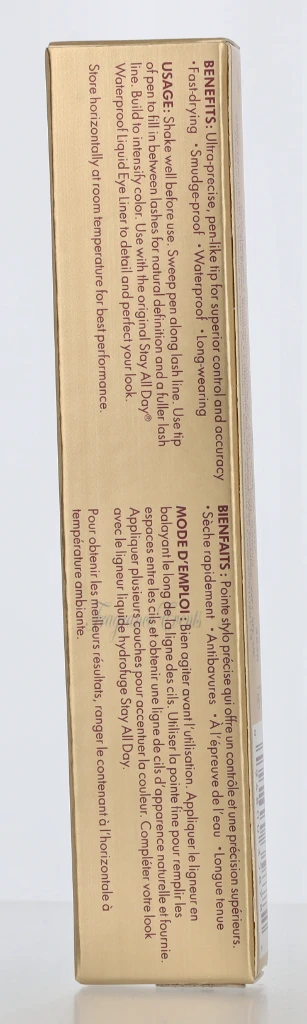 BENEFITS: Ultra-precise, pen-like tip for superior control and accuracy
•Fast-drying •Smudge-proof •Waterproof •Long-wearing
USAGE: Shake well before use. Sweep pen along lash line. Use tip
of pen to fill in between lashes for natural definition and a fuller lash
line. Build to intensify color. Use with the original Stay All Day®
Waterproof Liquid Eye Liner to detail and perfect your look.
Store horizontally at room temperature for best performance.
BIENFAITS : Pointe stylo précise qui offre un contrôle et une précision supérieurs.
•Sèche rapidement •Antibavures •À l'épreuve de l'eau •Longue tenue
MODE D'EMPLOI : Bien agiter avant l'utilisation. Appliquer le ligneur en
balayant le long de la ligne des cils. Utiliser la pointe fine pour remplir les
espaces entre les cils et obtenir une ligne de cils d'apparence naturelle et fournie.
Appliquer plusieurs couches pour accentuer la couleur. Compléter votre look
avec le ligneur liquide hydrofuge Stay All Day.
Pour obtenir les meilleurs résultats, ranger le contenant à l'horizontale à
température ambiante.